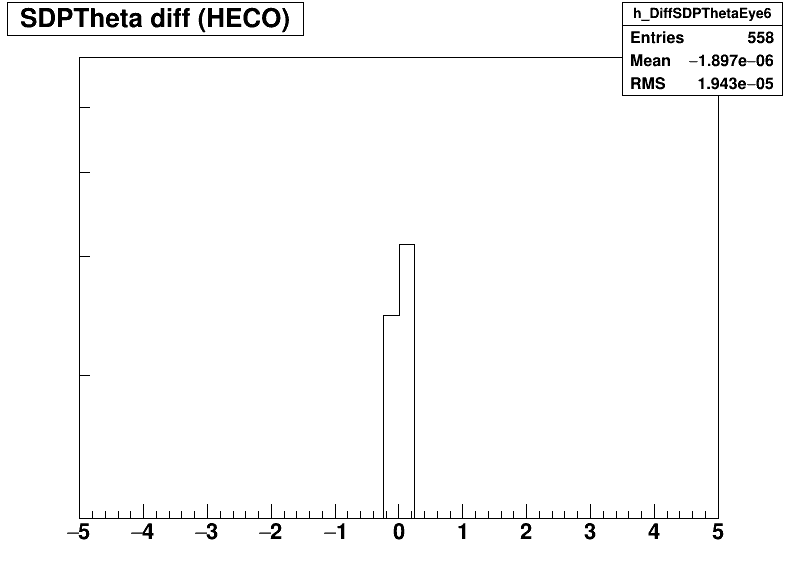 SDPTheta diff (HECO)
h_DiffSDPThetaEye6
Entries 558
Mean −1.897e−06
RMS 1.943e−05
−5 −4 −3 −2 −1 0 1 2 3 4 5